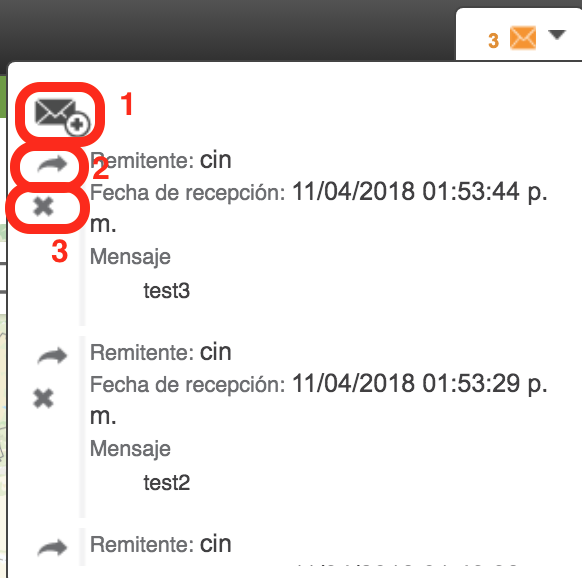 3
1
Remitente: cin
2
Fecha de recepción: 11/04/2018 01:53:44 p.
m.
3
Mensaje
test3
Remitente: cin
Fecha de recepción: 11/04/2018 01:53:29 p.
m.
Mensaje
test2
Remitente: cin